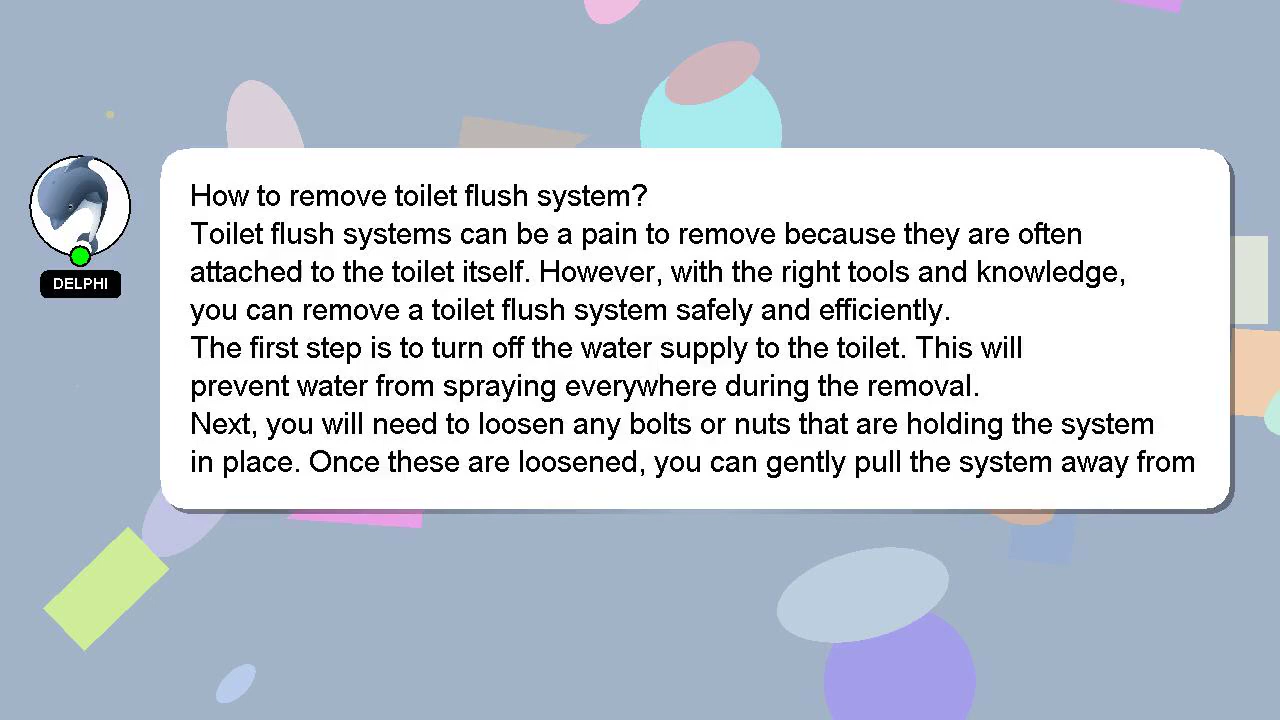 How to remove toilet flush system?
Toilet flush systems can be a pain to remove because they are often
attached to the toilet itself. However, with the right tools and knowledge,
you can remove a toilet flush system safely and efficiently.
The first step is to turn off the water supply to the toilet. This will
prevent water from spraying everywhere during the removal.
Next, you will need to loosen any bolts or nuts that are holding the system
in place. Once these are loosened, you can gently pull the system away from
DELPHI